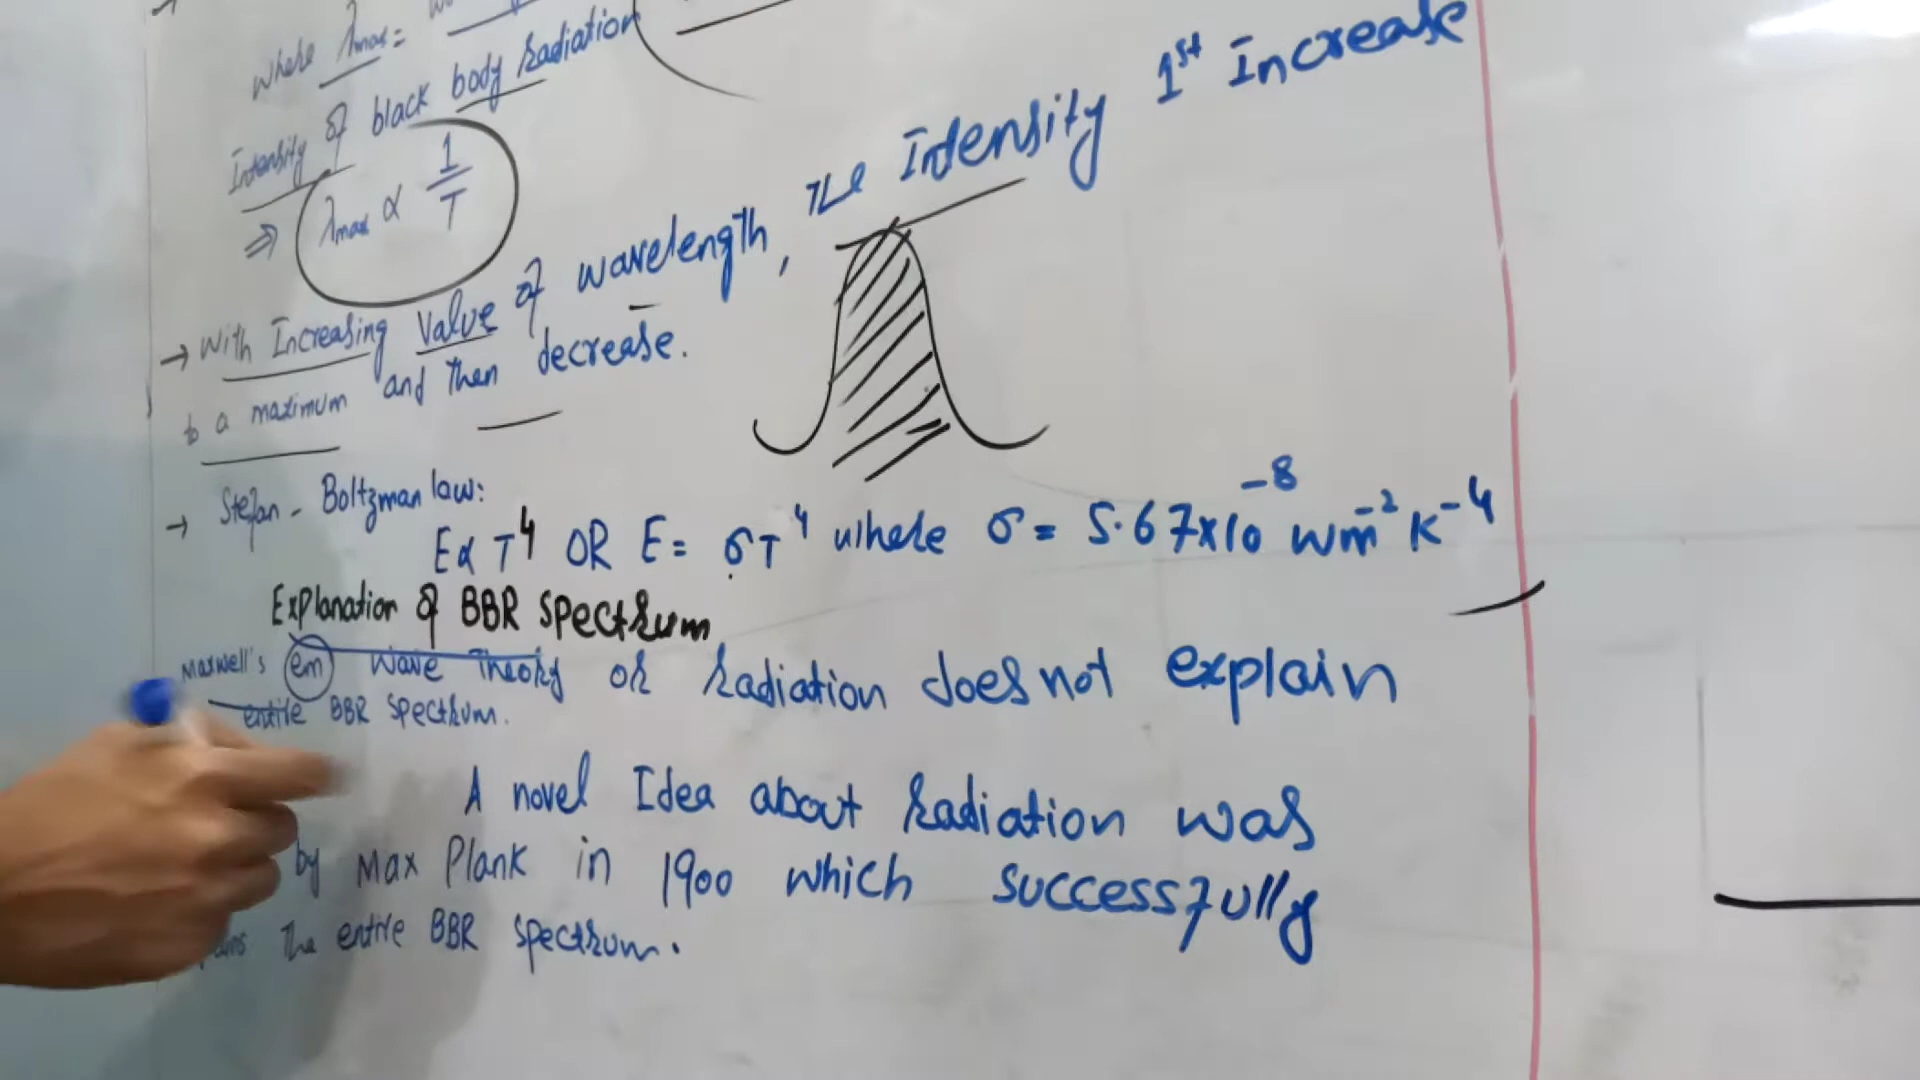 where λmax =
Intensity of black body radiation
⇒ λmax ∝ 1/T
→ With Increasing Value of wavelength, The Intensity 1st Increase
to a maximum and then decrease.
→ Stefan - Boltzman law:
E ∝ T⁴ OR E = σT⁴ where σ = 5.67×10⁻⁸ wm⁻² K⁻⁴
Explanation of BBR Spectrum
Maxwell's em wave Theory of radiation does not explain
entire BBR Spectrum.
A novel Idea about radiation was
by Max Plank in 1900 which successfully
the entire BBR spectrum.